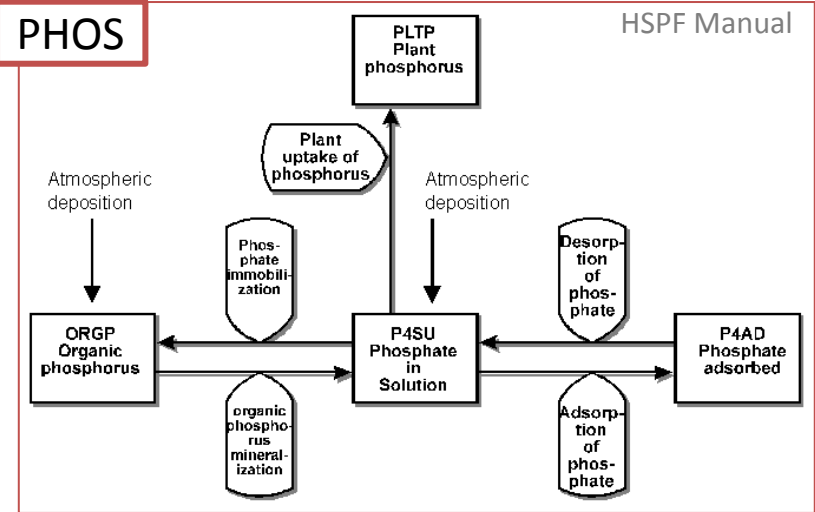 PHOS
HSPF Manual
PLTP
Plant
phosphorus
Plant
uptake of
phosphorus
Atmospheric
deposition
Atmospheric
deposition
Phos-
phate
immobili-
zation
Desorp-
tion
of
phos-
phate
ORGP
Organic
phosphorus
P4SU
Phosphate
in
Solution
P4AD
Phosphate
adsorbed
organic
phospho-
rus
mineral-
ization
Adsorp-
tion
of
phos-
phate